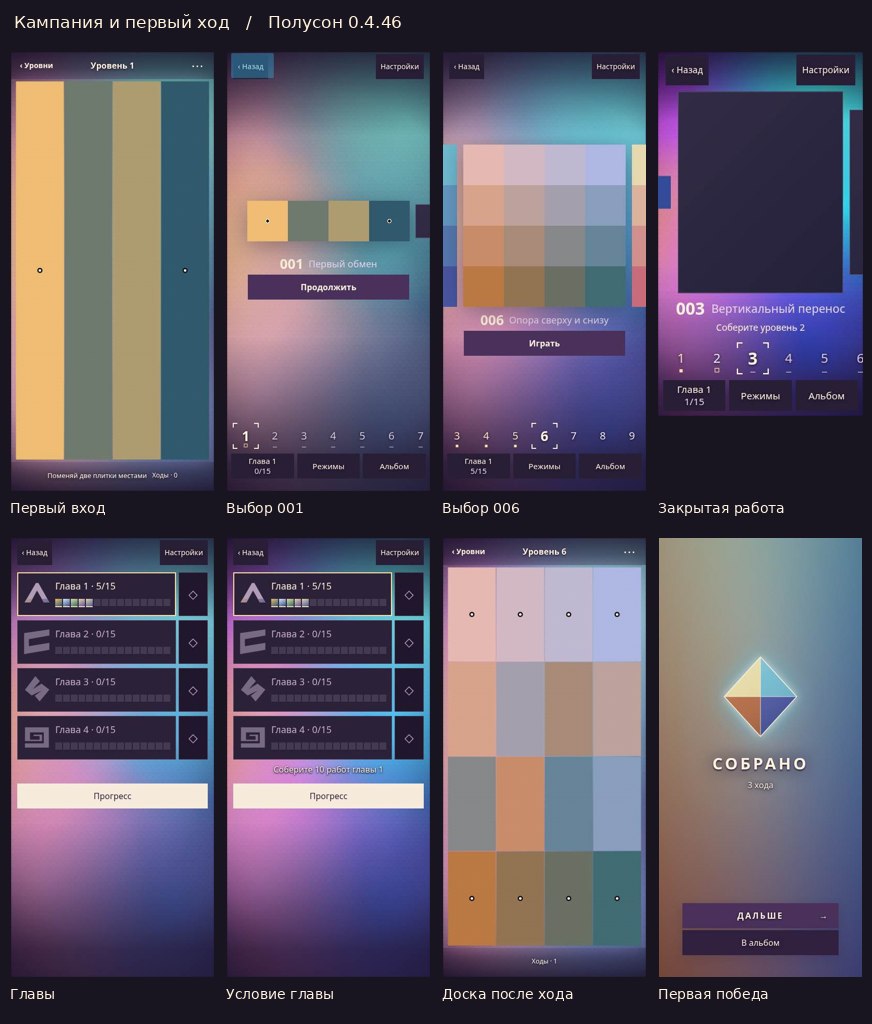 Кампания и первый ход / Полусон 0.4.46
‹ Уровни Уровень 1 ···
Поменяй две плитки местами Ходы · 0
Первый вход
‹ Назад Настройки
001 Первый обмен
Продолжить
1 2 3 4 5 6 7
Глава 1
0/15
Режимы
Альбом
Выбор 001
‹ Назад Настройки
006 Опора сверху и снизу
Играть
3 4 5 6 7 8 9
Глава 1
5/15
Режимы
Альбом
Выбор 006
‹ Назад Настройки
003 Вертикальный перенос
Соберите уровень 2
1 2 3 4 5 6
Глава 1
1/15
Режимы
Альбом
Закрытая работа
‹ Назад Настройки
Глава 1 · 5/15
Глава 2 · 0/15
Глава 3 · 0/15
Глава 4 · 0/15
Прогресс
Главы
‹ Назад Настройки
Глава 1 · 5/15
Глава 2 · 0/15
Глава 3 · 0/15
Глава 4 · 0/15
Соберите 10 работ главы 1
Прогресс
Условие главы
‹ Уровни Уровень 6 ···
Ходы · 1
Доска после хода
СОБРАНО
3 хода
ДАЛЬШЕ →
В альбом
Первая победа